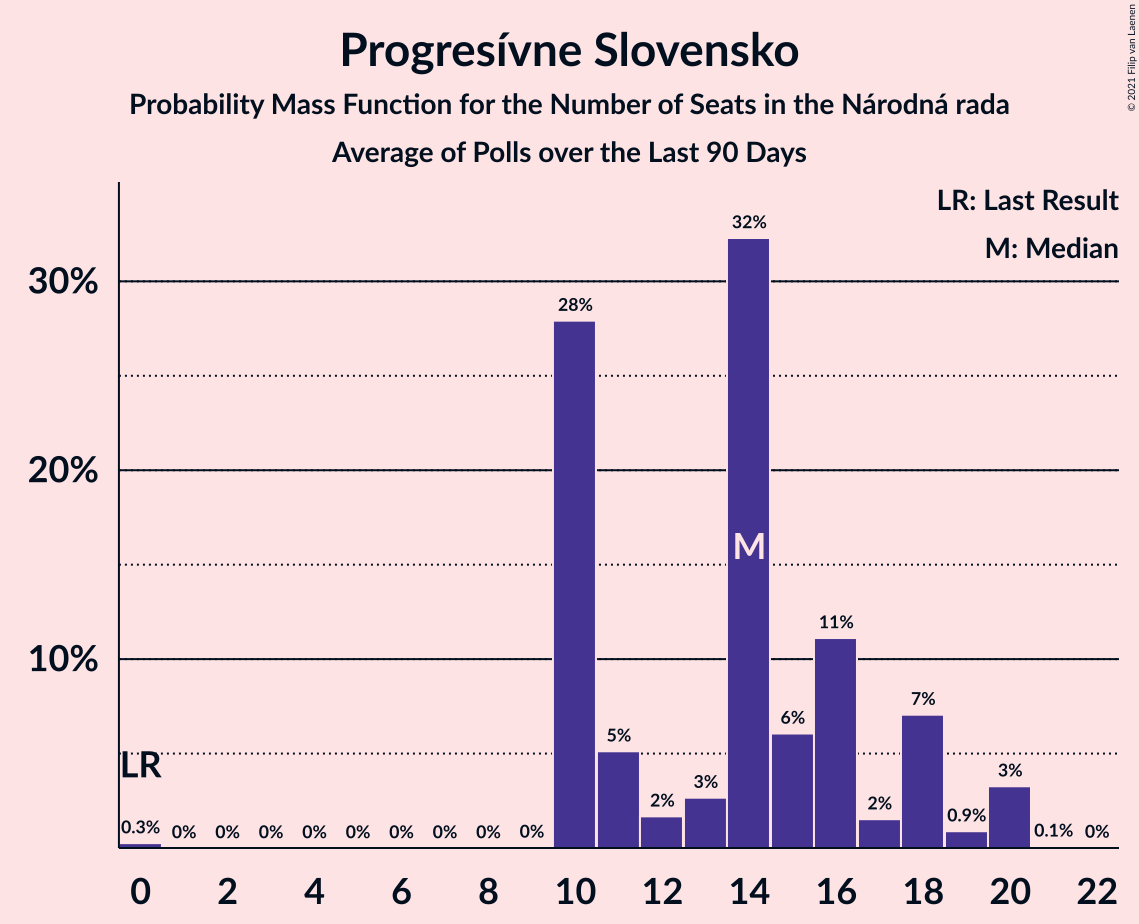 Progresívne Slovensko
Probability Mass Function for the Number of Seats in the Národná rada
Average of Polls over the Last 90 Days
© 2021 Filip van Laenen
LR: Last Result
M: Median
32%
30%
28%
20%
M
11%
10%
7%
6%
5%
LR
3%
3%
2%
2%
0.9%
0.3% 0% 0% 0% 0% 0% 0% 0% 0% 0% 0.1% 0%
0 2 4 6 8 10 12 14 16 18 20 22